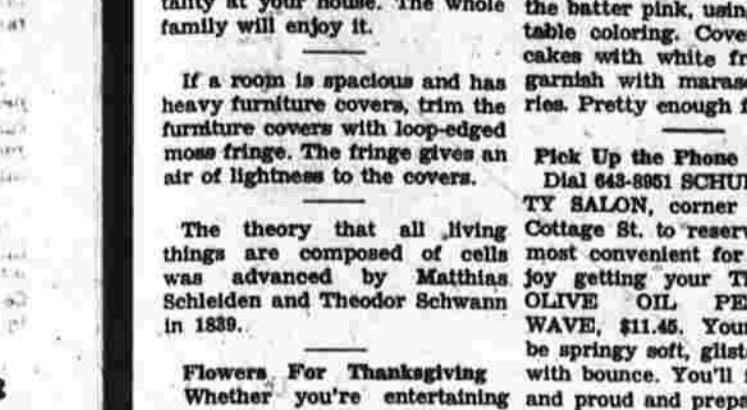 tality at your house. The whole
family will enjoy it.
If a room is spacious and has
heavy furniture covers, trim the
furniture covers with loop-edged
moss fringe. The fringe gives an
air of lightness to the covers.
The theory that all living
things are composed of cells
was advanced by Matthias
Schleiden and Theodor Schwann
in 1839.
Flowers For Thanksgiving
Whether you're entertaining
the batter pink, usin
table coloring. Cove
cakes with white fr
garnish with maras
ries. Pretty enough f
Pick Up the Phone
Dial 643-8951 SCHU
TY SALON, corner
Cottage St. to reserv
most convenient for
joy getting your T
OLIVE OIL PE
WAVE, $11.45. Your
be springy soft, glist
with bounce. You'll
and proud and prepa